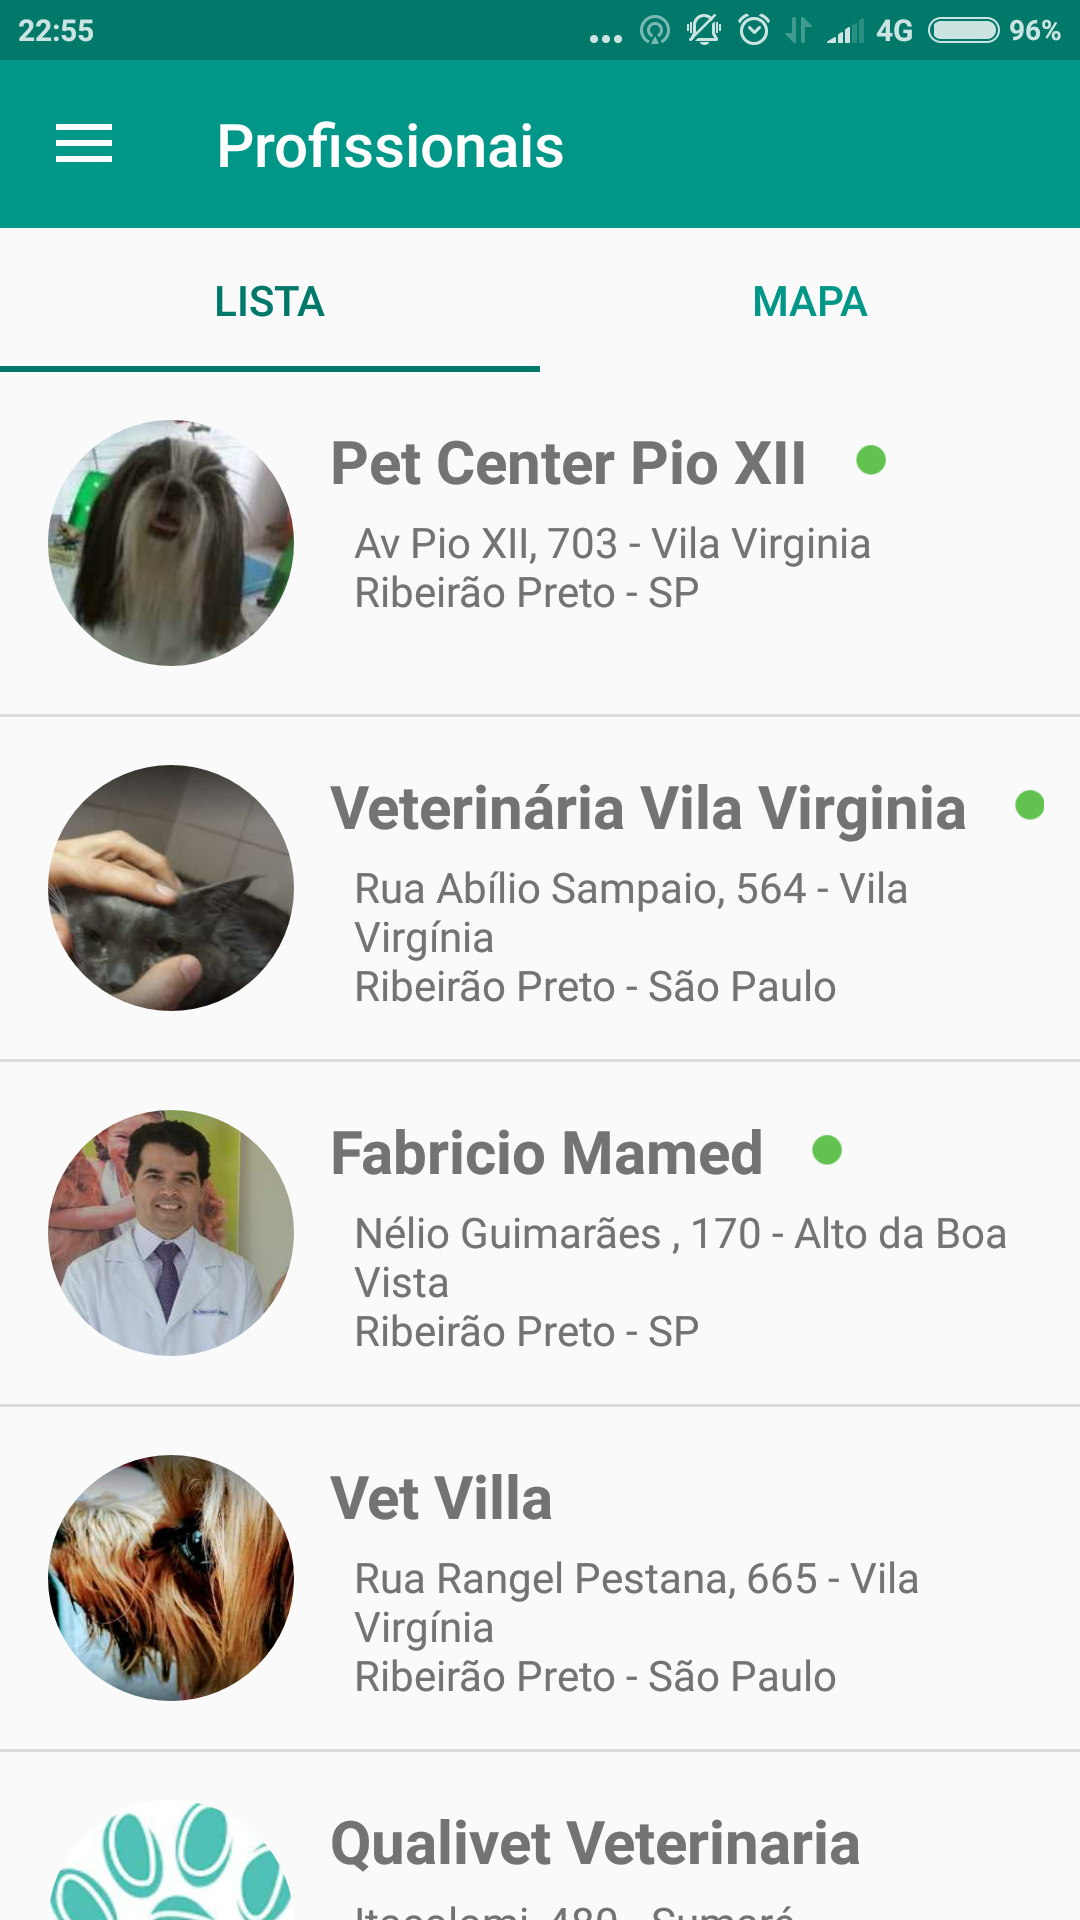 22:55
4G
96%
Profissionais
LISTA
MAPA
Pet Center Pio XII
Av Pio XII, 703 - Vila Virginia
Ribeirão Preto - SP
Veterinária Vila Virginia
Rua Abílio Sampaio, 564 - Vila
Virgínia
Ribeirão Preto - São Paulo
Fabricio Mamed
Nélio Guimarães , 170 - Alto da Boa
Vista
Ribeirão Preto - SP
Vet Villa
Rua Rangel Pestana, 665 - Vila
Virgínia
Ribeirão Preto - São Paulo
Qualivet Veterinaria
Itacolomi, 480 - Sumaré